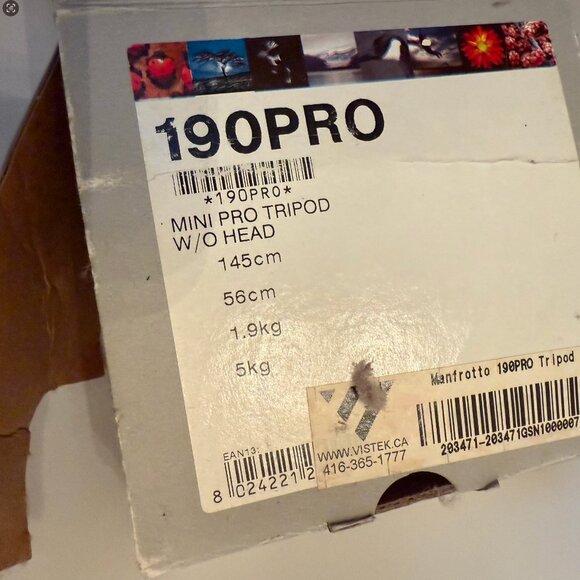 190PRO
*190PRO*
MINI PRO TRIPOD
W/O HEAD
145cm
56cm
1.9kg
5kg
Manfrotto 190PRO Tripod
203471-203471GSN1000007
WWW.VISTEK.CA
416-365-1777
EAN13:
8 024221 2